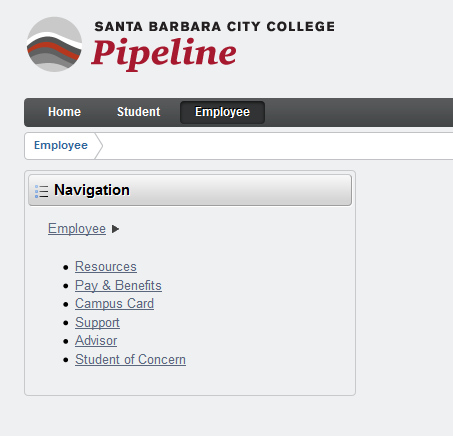 SANTA BARBARA CITY COLLEGE
Pipeline
Home Student Employee
Employee
Navigation
Employee
Resources
Pay & Benefits
Campus Card
Support
Advisor
Student of Concern